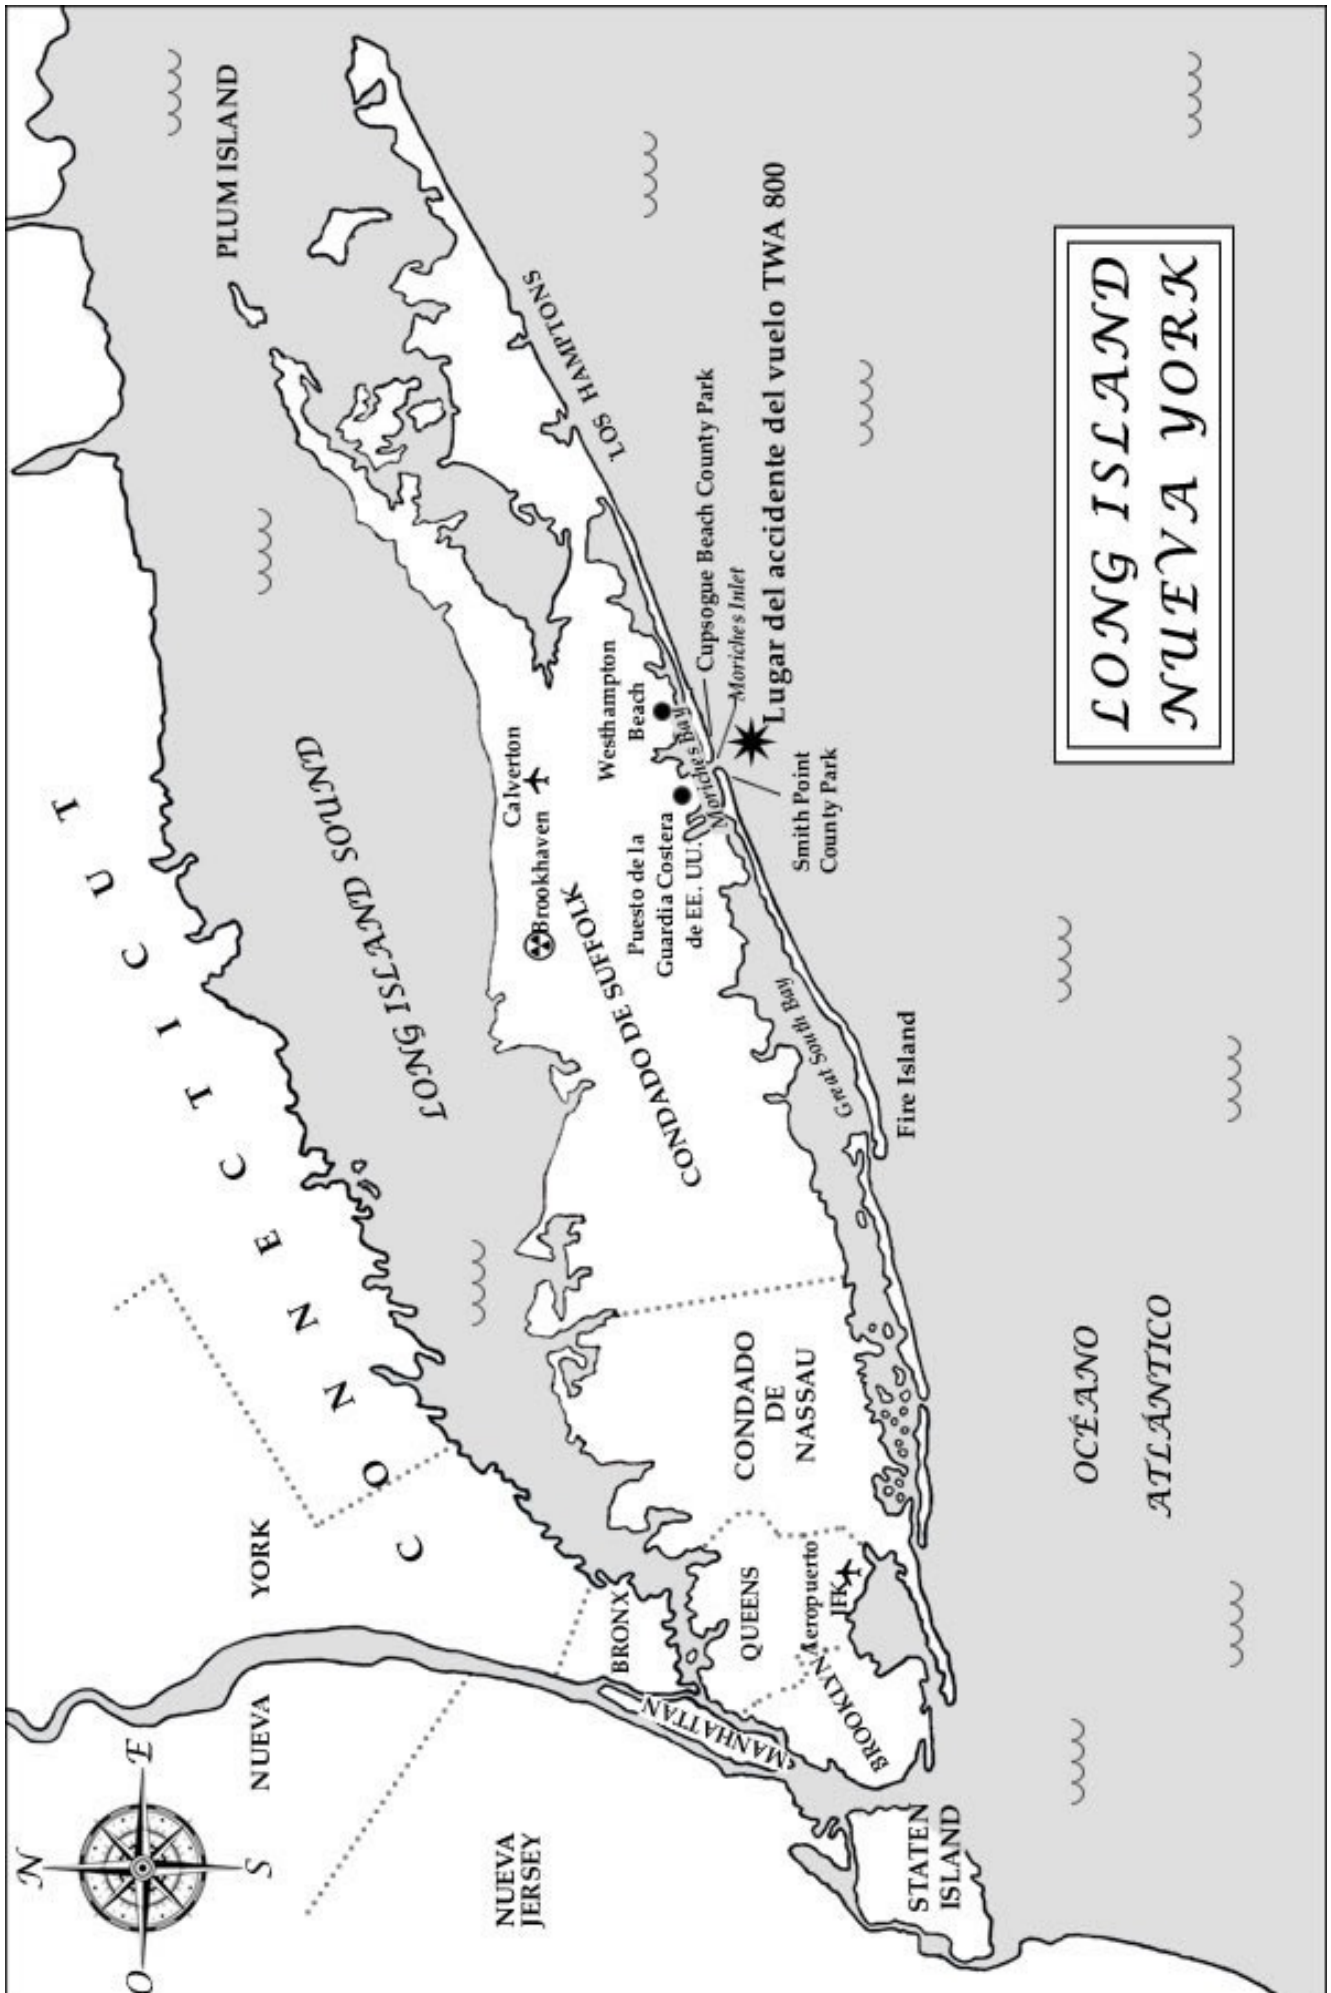 LONG ISLAND
NUEVA YORK
N
E
S
O
NUEVA YORK
CONNECTICUT
NUEVA
JERSEY
BRONX
MANHATTAN
QUEENS
BROOKLYN
Aeropuerto
JFK
STATEN
ISLAND
CONDADO
DE
NASSAU
CONDADO DE SUFFOLK
LONG ISLAND SOUND
PLUM ISLAND
LOS HAMPTONS
Calverton
Brookhaven
Westhampton
Beach
Puesto de la
Guardia Costera
de EE. UU.
Moriches Bay
Cupsogue Beach County Park
Moriches Inlet
Lugar del accidente del vuelo TWA 800
Smith Point
County Park
Great South Bay
Fire Island
OCÉANO
ATLÁNTICO